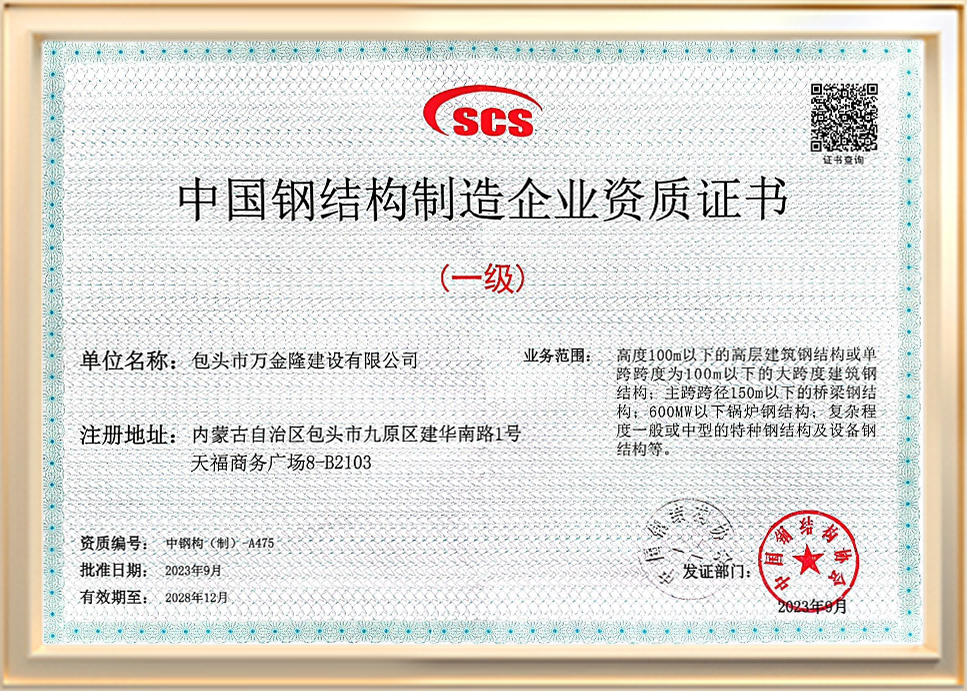 SCS
证书查询
中国钢结构制造企业资质证书
(一级)
单位名称：包头市万金隆建设有限公司
注册地址：内蒙古自治区包头市九原区建华南路1号
天福商务广场8-B2103
业务范围：高度100m以下的高层建筑钢结构或单
跨跨度为100m以下的大跨度建筑钢
结构；主跨跨径150m以下的桥梁钢结
构；600MW以下锅炉钢结构；复杂程
度一般或中型的特种钢结构及设备钢
结构等。
资质编号：中钢构（制）-A475
批准日期：2023年9月
有效期至：2028年12月
中国钢结构协会
发证部门：
中国钢结构协会
2023年9月